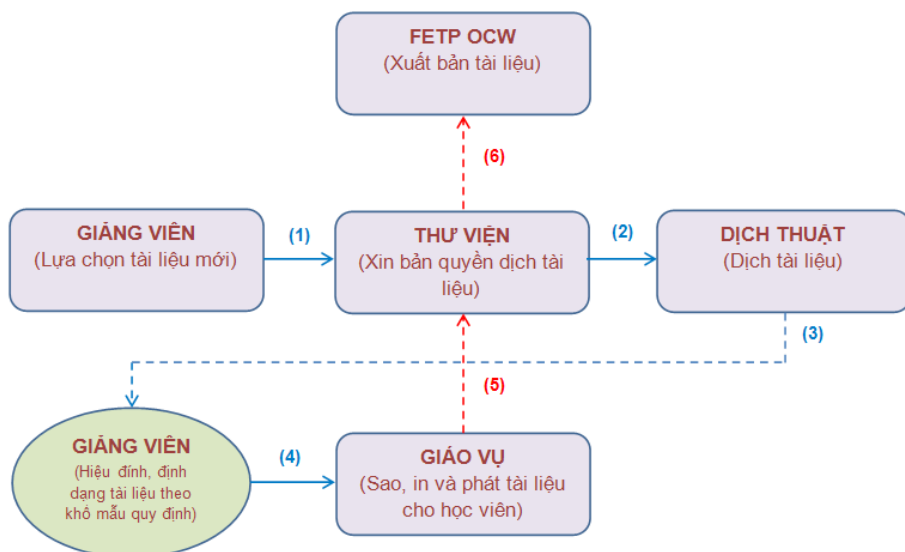 FETP OCW
(Xuất bản tài liệu)
(6)
GIẢNG VIÊN
(Lựa chọn tài liệu mới)
(1)
THƯ VIỆN
(Xin bản quyền dịch tài
liệu)
(2)
DỊCH THUẬT
(Dịch tài liệu)
(3)
(5)
GIẢNG VIÊN
(Hiệu đính, định
dạng tài liệu theo
khổ mẫu quy định)
(4)
GIÁO VỤ
(Sao, in và phát tài liệu
cho học viên)